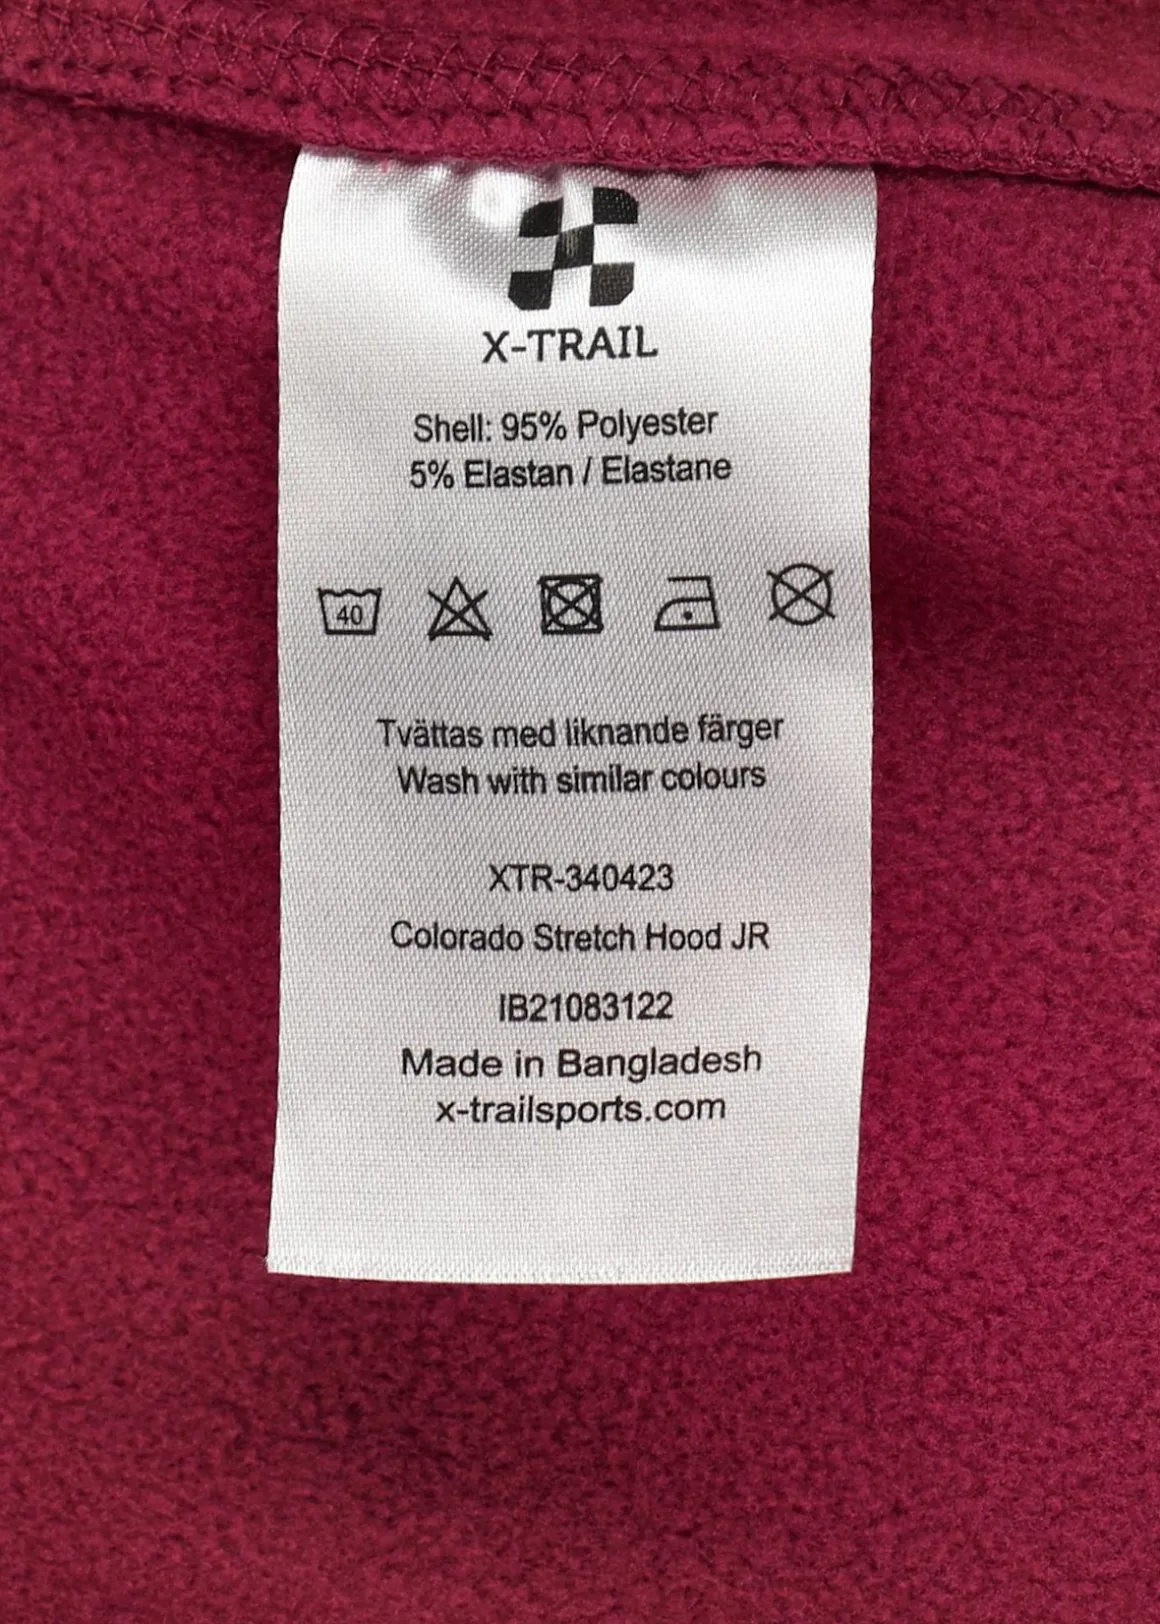 X-TRAIL
Shell: 95% Polyester
5% Elastan / Elastane
40
Tvättas med liknande färger
Wash with similar colours
XTR-340423
Colorado Stretch Hood JR
IB21083122
Made in Bangladesh
x-trailsports.com